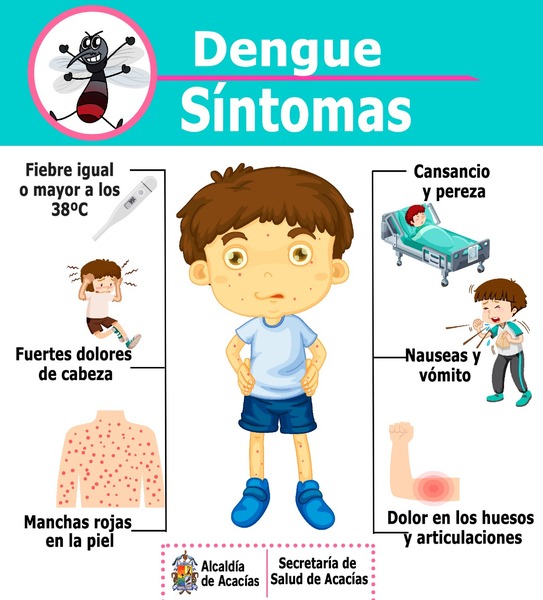 Dengue
Síntomas
Fiebre igual
o mayor a los
38ºC
Fuertes dolores
de cabeza
Manchas rojas
en la piel
Cansancio
y pereza
Nauseas y
vómito
Dolor en los huesos
y articulaciones
Alcaldía
de Acacías
Secretaría de
Salud de Acacías